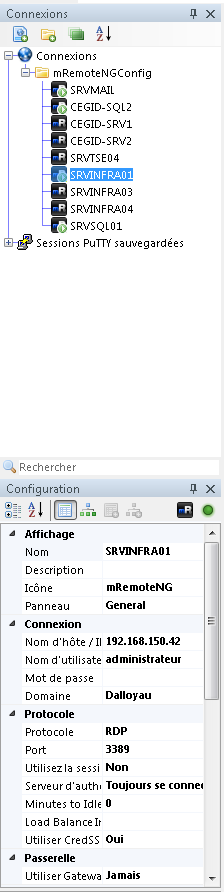 Connexions
Connexions
mRemoteNGConfig
SRVMAIL
CEGID-SQL2
CEGID-SRV1
CEGID-SRV2
SRVTSE04
SRVINFRA01
SRVINFRA03
SRVINFRA04
SRVSQL01
Sessions PuTTY sauvegardées
Rechercher
Configuration
Affichage
Nom SRVINFRA01
Description
Icône mRemoteNG
Panneau General
Connexion
Nom d'hôte / II 192.168.150.42
Nom d'utilisate administrateur
Mot de passe
Domaine Dalloyau
Protocole
Protocole RDP
Port 3389
Utilisez la sessi Non
Serveur d'authe Toujours se connec
Minutes to Idle 0
Load Balance Ir
Utiliser CredSS Oui
Passerelle
Utiliser Gatewa Jamais